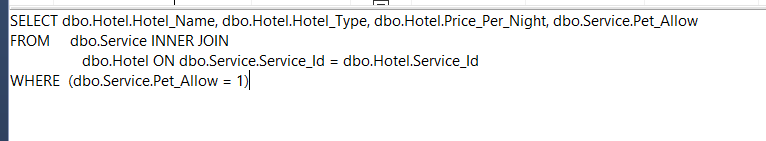 SELECT dbo.Hotel.Hotel_Name, dbo.Hotel.Hotel_Type, dbo.Hotel.Price_Per_Night, dbo.Service.Pet_Allow
FROM dbo.Service INNER JOIN
dbo.Hotel ON dbo.Service.Service_Id = dbo.Hotel.Service_Id
WHERE (dbo.Service.Pet_Allow = 1)